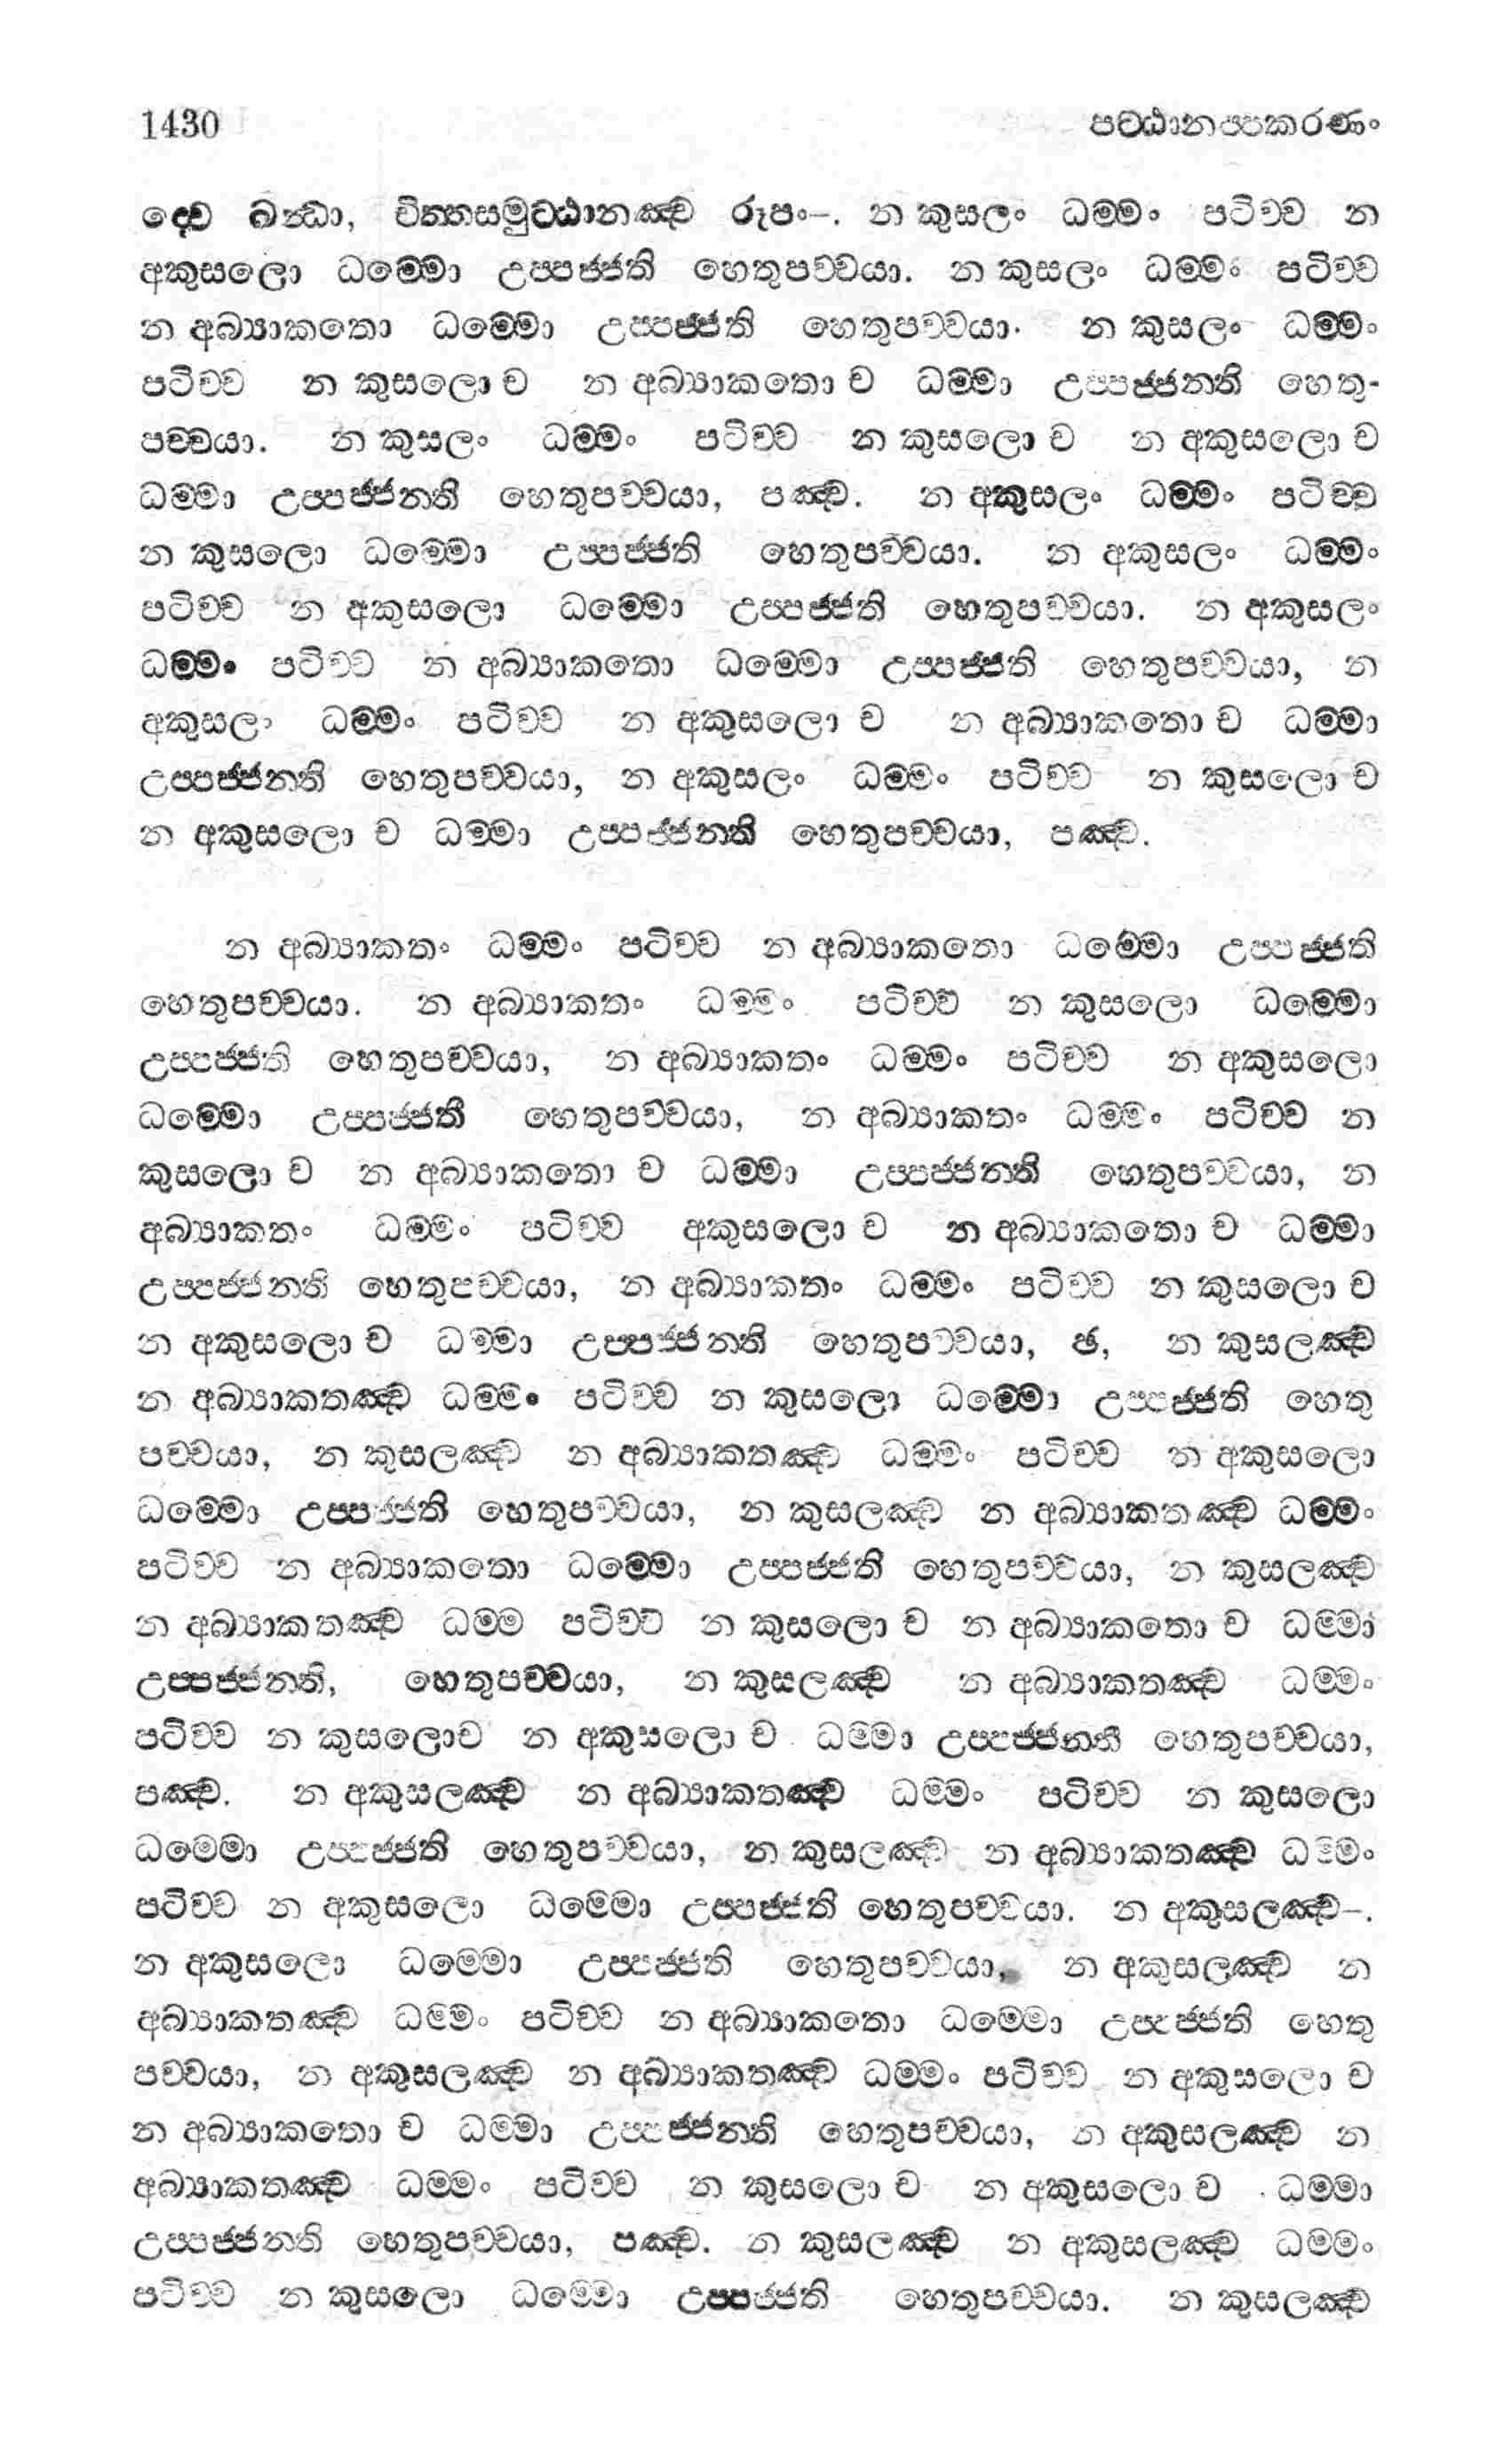 1430 පට්ඨානප්පකරණං
ද්වෙ ඛන්ධා, චිත්තසමුට්ඨානඤ්ච රූපං-. න කුසලං ධම්මං පටිච්ච න
අකුසලො ධම්මො උප්පජ්ජති හෙතුපච්චයා. න කුසලං ධම්මං පටිච්ච
න අබ්‍යාකතො ධම්මො උප්පජ්ජති හෙතුපච්චයා. න කුසලං ධම්මං
පටිච්ච න කුසලො ච න අබ්‍යාකතො ච ධම්මා උප්පජ්ජන්ති හෙතු-
පච්චයා. න කුසලං ධම්මං පටිච්ච න කුසලො ච න අකුසලො ච
ධම්මා උප්පජ්ජන්ති හෙතුපච්චයා, පඤ්ච. න අකුසලං ධම්මං පටිච්ච
න කුසලො ධම්මො උප්පජ්ජති හෙතුපච්චයා. න අකුසලං ධම්මං
පටිච්ච න අකුසලො ධම්මො උප්පජ්ජති හෙතුපච්චයා. න අකුසලං
ධම්මං පටිච්ච න අබ්‍යාකතො ධම්මො උප්පජ්ජති හෙතුපච්චයා, න
අකුසලං ධම්මං පටිච්ච න අකුසලො ච න අබ්‍යාකතො ච ධම්මා
උප්පජ්ජන්ති හෙතුපච්චයා, න අකුසලං ධම්මං පටිච්ච න කුසලො ච
න අකුසලො ච ධම්මා උප්පජ්ජන්ති හෙතුපච්චයා, පඤ්ච.
න අබ්‍යාකතං ධම්මං පටිච්ච න අබ්‍යාකතො ධම්මො උප්පජ්ජති
හෙතුපච්චයා. න අබ්‍යාකතං ධම්මං පටිච්ච න කුසලො ධම්මො
උප්පජ්ජති හෙතුපච්චයා, න අබ්‍යාකතං ධම්මං පටිච්ච න අකුසලො
ධම්මො උප්පජ්ජති හෙතුපච්චයා, න අබ්‍යාකතං ධම්මං පටිච්ච න
කුසලො ච න අබ්‍යාකතො ච ධම්මා උප්පජ්ජන්ති හෙතුපච්චයා, න
අබ්‍යාකතං ධම්මං පටිච්ච අකුසලො ච න අබ්‍යාකතො ච ධම්මා
උප්පජ්ජන්ති හෙතුපච්චයා, න අබ්‍යාකතං ධම්මං පටිච්ච න කුසලො ච
න අකුසලො ච ධම්මා උප්පජ්ජන්ති හෙතුපච්චයා, ඡ, න කුසලඤ්ච
න අබ්‍යාකතඤ්ච ධම්මං පටිච්ච න කුසලො ධම්මො උප්පජ්ජති හෙතු
පච්චයා, න කුසලඤ්ච න අබ්‍යාකතඤ්ච ධම්මං පටිච්ච න අකුසලො
ධම්මො උප්පජ්ජති හෙතුපච්චයා, න කුසලඤ්ච න අබ්‍යාකතඤ්ච ධම්මං
පටිච්ච න අබ්‍යාකතො ධම්මො උප්පජ්ජති හෙතුපච්චයා, න කුසලඤ්ච
න අබ්‍යාකතඤ්ච ධම්ම පටිච්ච න කුසලො ච න අබ්‍යාකතො ච ධම්මා
උප්පජ්ජන්ති, හෙතුපච්චයා, න කුසලඤ්ච න අබ්‍යාකතඤ්ච ධම්මං
පටිච්ච න කුසලොච න අකුසලො ච ධම්මා උප්පජ්ජන්ති හෙතුපච්චයා,
පඤ්ච. න අකුසලඤ්ච න අබ්‍යාකතඤ්ච ධම්මං පටිච්ච න කුසලො
ධම්මො උප්පජ්ජති හෙතුපච්චයා, න කුසලඤ්ච න අබ්‍යාකතඤ්ච ධම්මං
පටිච්ච න අකුසලො ධම්මො උප්පජ්ජති හෙතුපච්චයා. න අකුසලඤ්ච-.
න අකුසලො ධම්මො උප්පජ්ජති හෙතුපච්චයා, න අකුසලඤ්ච න
අබ්‍යාකතඤ්ච ධම්මං පටිච්ච න අබ්‍යාකතො ධම්මො උප්පජ්ජති හෙතු
පච්චයා, න අකුසලඤ්ච න අබ්‍යාකතඤ්ච ධම්මං පටිච්ච න අකුසලො ච
න අබ්‍යාකතො ච ධම්මා උප්පජ්ජන්ති හෙතුපච්චයා, න අකුසලඤ්ච න
අබ්‍යාකතඤ්ච ධම්මං පටිච්ච න කුසලො ච න අකුසලො ච ධම්මා
උප්පජ්ජන්ති හෙතුපච්චයා, පඤ්ච. න කුසලඤ්ච න අකුසලඤ්ච ධම්මං
පටිච්ච න කුසලො ධම්මො උප්පජ්ජති හෙතුපච්චයා. න කුසලඤ්ච